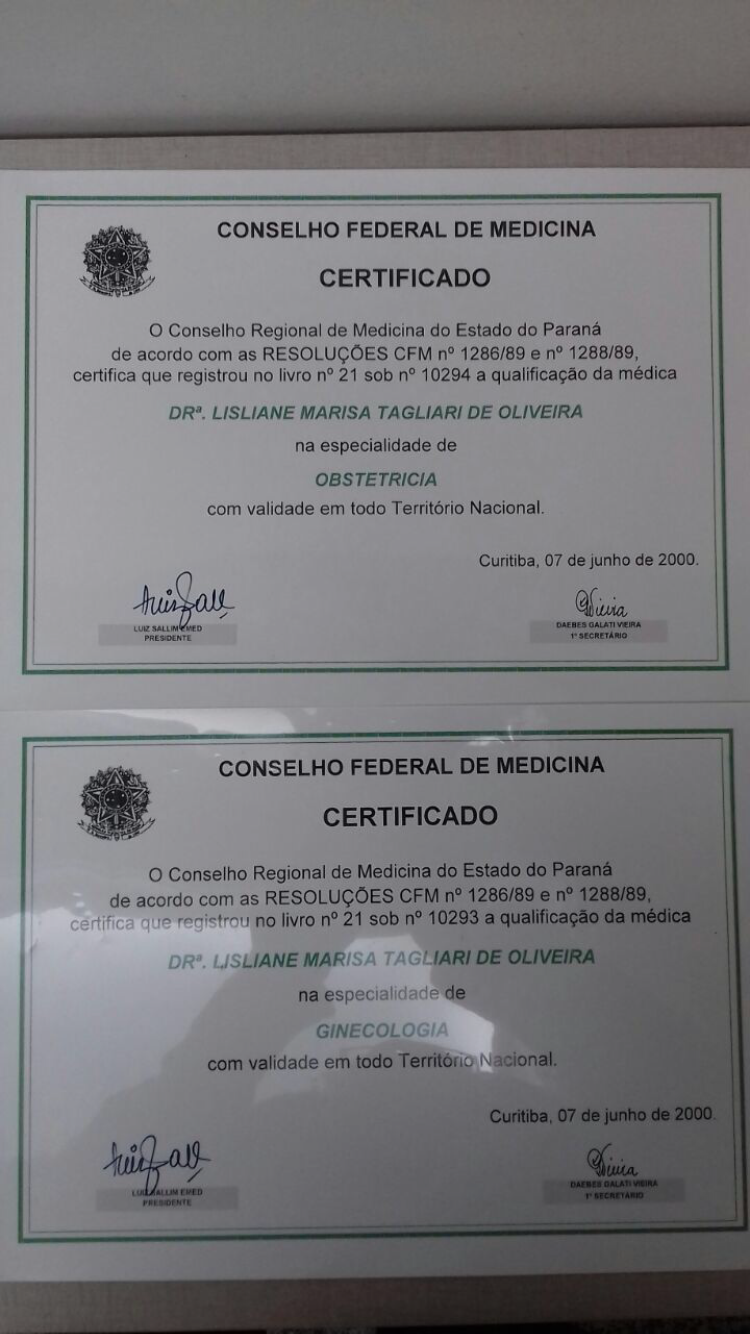 CONSELHO FEDERAL DE MEDICINA
CERTIFICADO
O Conselho Regional de Medicina do Estado do Paraná
de acordo com as RESOLUÇÕES CFM nº 1286/89 e nº 1288/89,
certifica que registrou no livro nº 21 sob nº 10294 a qualificação da médica
DRª. LISLIANE MARISA TAGLIARI DE OLIVEIRA
na especialidade de
OBSTETRICIA
com validade em todo Território Nacional.
Curitiba, 07 de junho de 2000.
LUIZ SALLIM EMED
PRESIDENTE
DAEBES GALATI VIEIRA
1º SECRETÁRIO
CONSELHO FEDERAL DE MEDICINA
CERTIFICADO
O Conselho Regional de Medicina do Estado do Paraná
de acordo com as RESOLUÇÕES CFM nº 1286/89 e nº 1288/89,
certifica que registrou no livro nº 21 sob nº 10293 a qualificação da médica
DRª. LISLIANE MARISA TAGLIARI DE OLIVEIRA
na especialidade de
GINECOLOGIA
com validade em todo Território Nacional.
Curitiba, 07 de junho de 2000.
LUIZ SALLIM EMED
PRESIDENTE
DAEBES GALATI VIEIRA
1º SECRETÁRIO